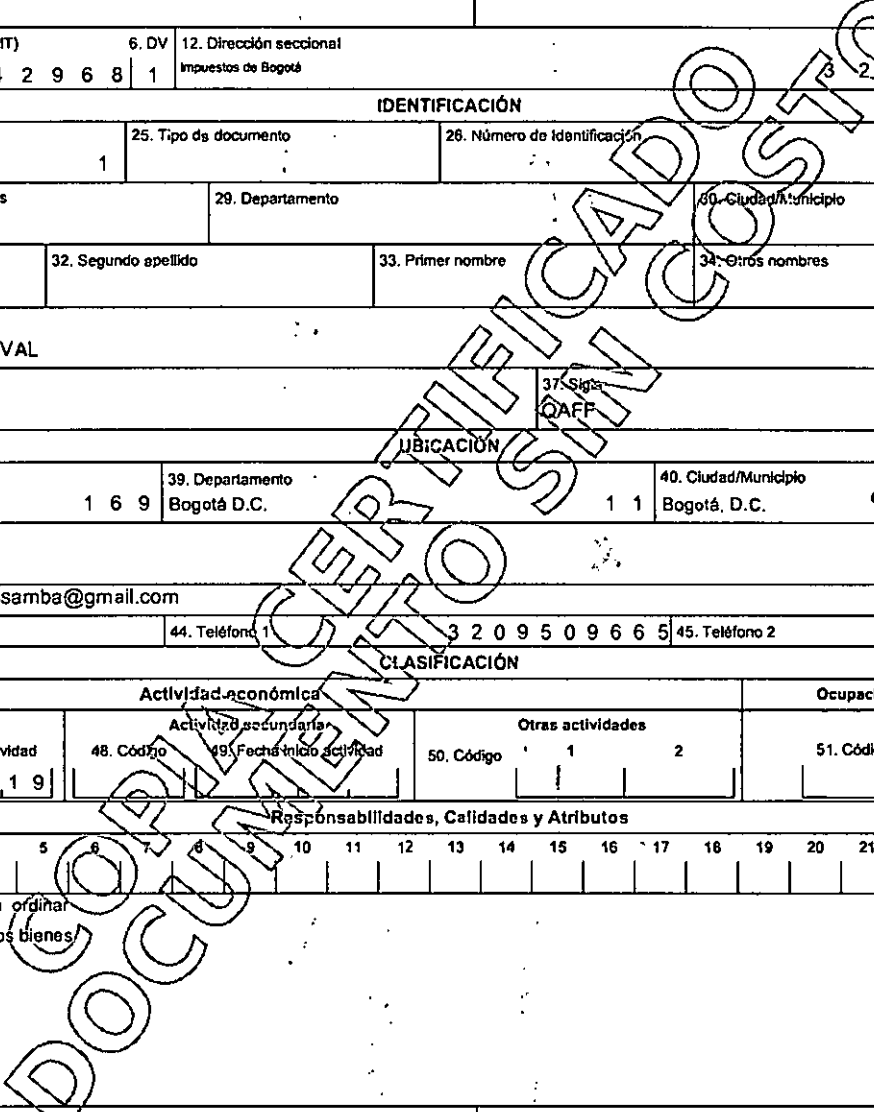 IT) 6. DV 12. Dirección seccional
2 9 6 8 1 Impuestos de Bogotá 3 2
IDENTIFICACIÓN
25. Tipo ds documento 26. Número de Identificación
1
29. Departamento 30. Ciudad/Municipio
32. Segundo apellido 33. Primer nombre 34. Otros nombres
VAL
37. Sigla
OAFF
UBICACIÓN
39. Departamento 40. Ciudad/Municipio
1 6 9 Bogotá D.C. 1 1 Bogotá, D.C.
samba@gmail.com
44. Teléfono 1 3 2 0 9 5 0 9 6 6 5 45. Teléfono 2
CLASIFICACIÓN
Actividad económica Ocupac
Actividad secundaria Otras actividades
vidad 48. Código 49. Fecha inicio actividad 50. Código 1 2 51. Códi
1 9
Responsabilidades, Calidades y Atributos
5 6 7 8 9 10 11 12 13 14 15 16 17 18 19 20 21
ordinar
os bienes
COPIA CERTIFICADO
DOCUMENTO SIN COSTO